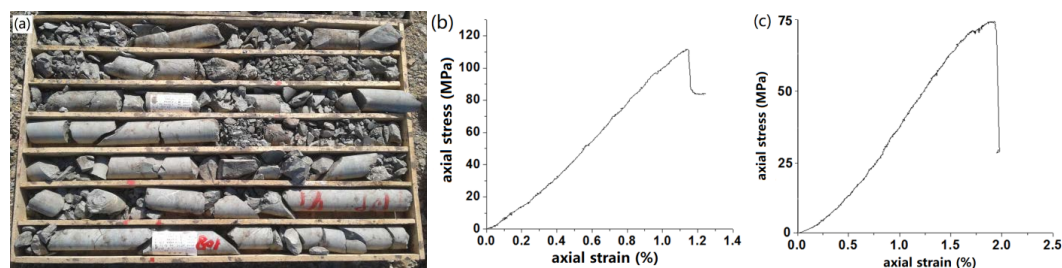 (a)
801
(b)
axial stress (MPa)
120
100
80
60
40
20
0
0.0 0.2 0.4 0.6 0.8 1.0 1.2 1.4
axial strain (%)
(c)
axial stress (MPa)
75
50
25
0
0.0 0.5 1.0 1.5 2.0 2.5
axial strain (%)